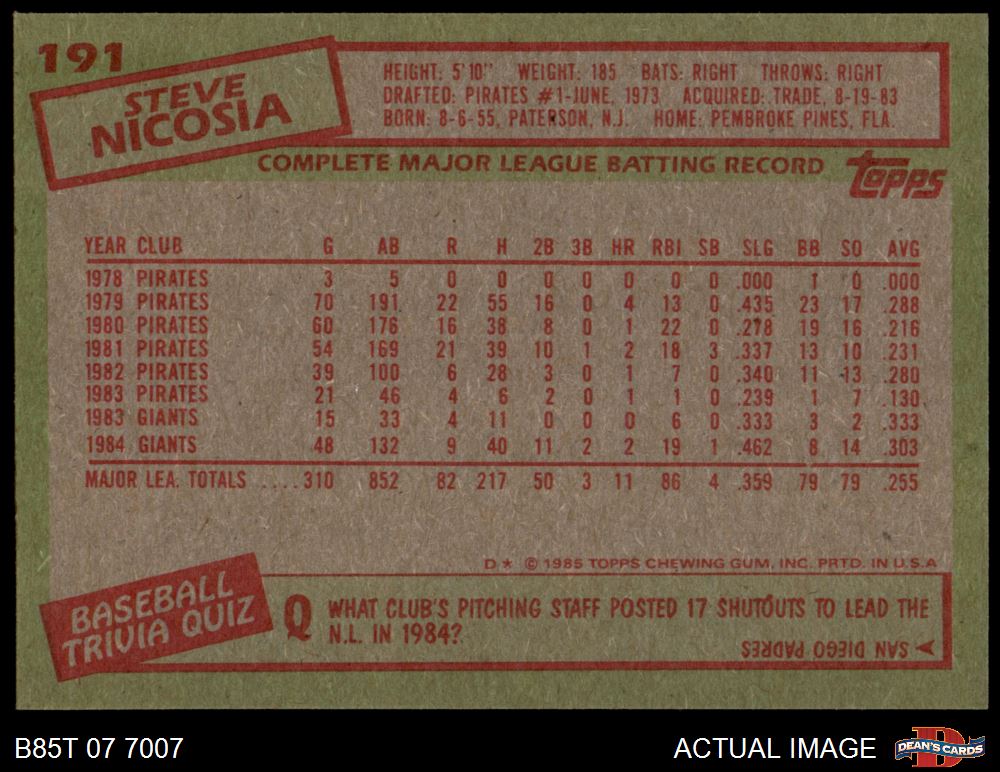 191
STEVE
NICOSIA
HEIGHT: 5'10" WEIGHT: 185 BATS: RIGHT THROWS: RIGHT
DRAFTED: PIRATES #1-JUNE, 1973 ACQUIRED: TRADE, 8-19-83
BORN: 8-6-55, PATERSON, N.J. HOME: PEMBROKE PINES, FLA.
COMPLETE MAJOR LEAGUE BATTING RECORD
topps
YEAR CLUB G AB R H 2B 3B HR RBI SB SLG BB SO AVG
1978 PIRATES 3 5 0 0 0 0 0 0 0 .000 1 0 .000
1979 PIRATES 70 191 22 55 16 0 4 13 0 .435 23 17 .288
1980 PIRATES 60 176 16 38 8 0 1 22 0 .278 19 16 .216
1981 PIRATES 54 169 21 39 10 1 2 18 3 .337 13 10 .231
1982 PIRATES 39 100 6 28 3 0 1 7 0 .340 11 13 .280
1983 PIRATES 21 46 4 6 2 0 1 1 0 .239 1 7 .130
1983 GIANTS 15 33 4 11 0 0 0 6 0 .333 3 2 .333
1984 GIANTS 48 132 9 40 11 2 2 19 1 .462 8 14 .303
MAJOR LEA. TOTALS ....310 852 82 217 50 3 11 86 4 .359 79 79 .255
D* © 1985 TOPPS CHEWING GUM, INC. PRTD. IN U.S.A
BASEBALL
TRIVIA QUIZ
Q WHAT CLUB'S PITCHING STAFF POSTED 17 SHUTOUTS TO LEAD THE
N.L. IN 1984?
SAN DIEGO PADRES
B85T 07 7007
ACTUAL IMAGE
D
DEAN'S CARDS